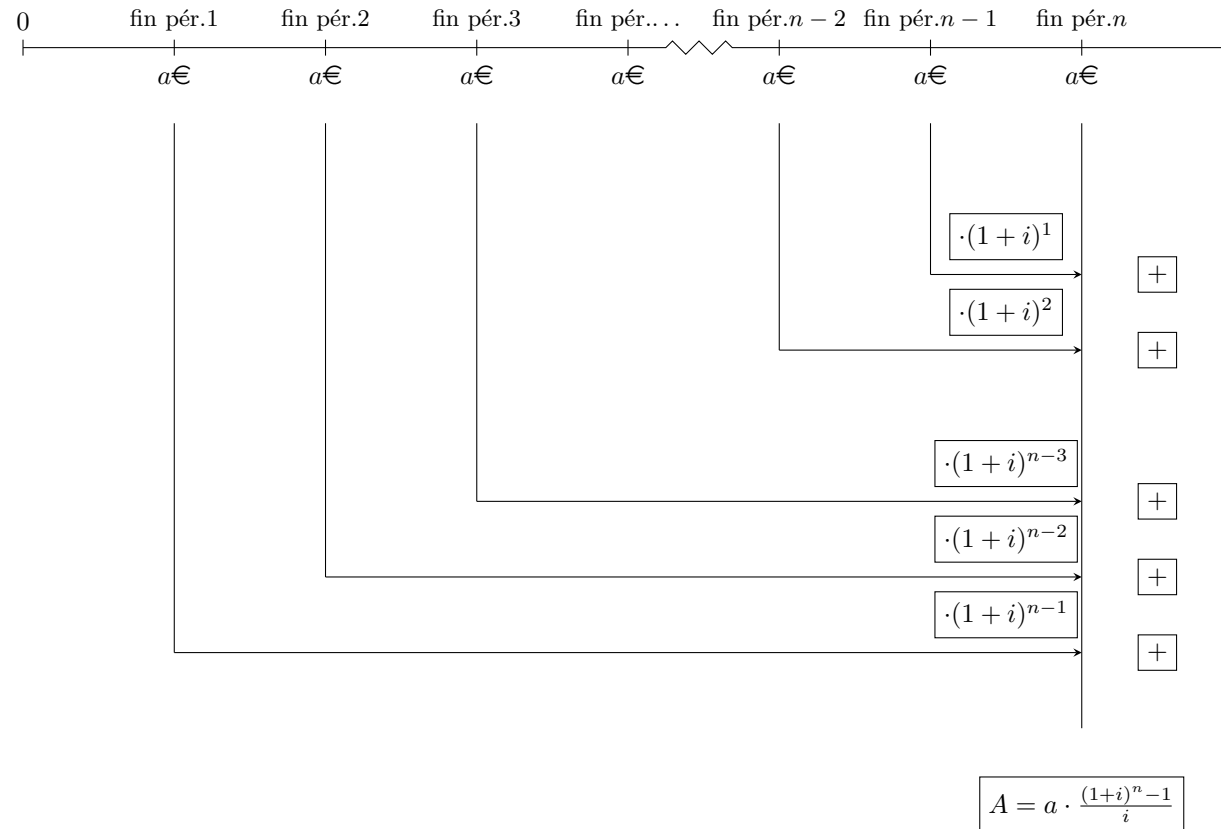 0 fin pér.1 fin pér.2 fin pér.3 fin pér.… fin pér.n − 2 fin pér.n − 1 fin pér.n
a€ a€ a€ a€ a€ a€ a€
·(1 + i)^1
+
·(1 + i)^2
+
·(1 + i)^{n−3}
+
·(1 + i)^{n−2}
+
·(1 + i)^{n−1}
+
A = a · \frac{(1+i)^n−1}{i}